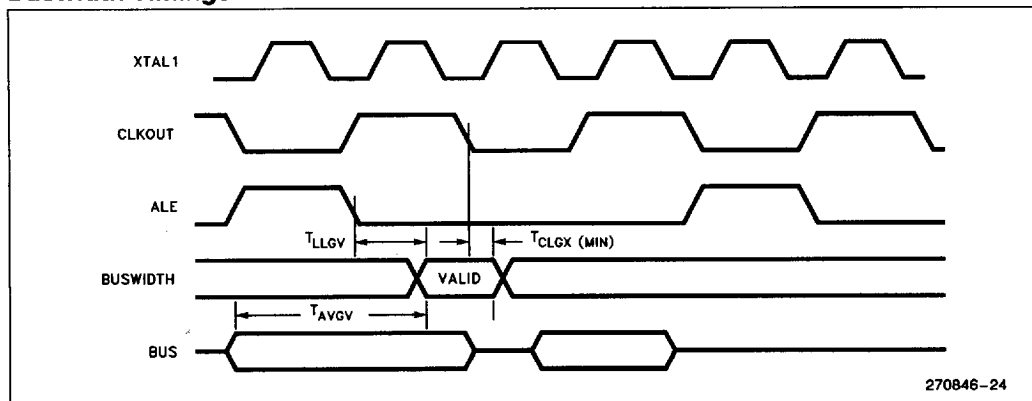 XTAL1
CLKOUT
ALE
TLLGV
TCLGX (MIN)
BUSWIDTH
VALID
TAVGV
BUS
270846-24